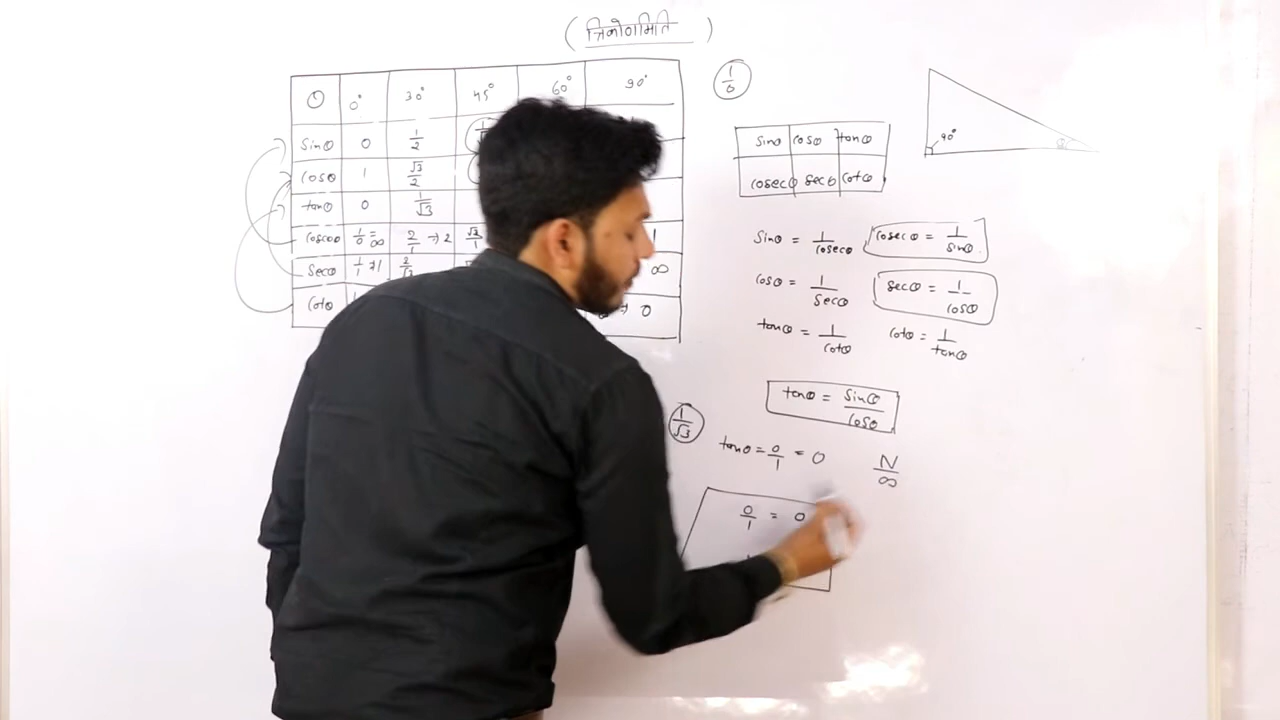 ( त्रिकोणमिति )
θ 0° 30° 45° 60° 90°
sinθ 0 1/2
cosθ 1 √3/2
tanθ 0 1/√3
cosecθ 1/0 = ∞ 2/1 → 2 √2/1 1
secθ 1/1 → 1 2/√3 ∞
cotθ → 0
1/0
sinθ cosθ tanθ
cosecθ secθ cotθ
90° θ
sinθ = 1/cosecθ cosecθ = 1/sinθ
cosθ = 1/secθ secθ = 1/cosθ
tanθ = 1/cotθ cotθ = 1/tanθ
tanθ = sinθ/cosθ
1/√3
tanθ = 0/1 = 0 N/∞
0/1 = 0